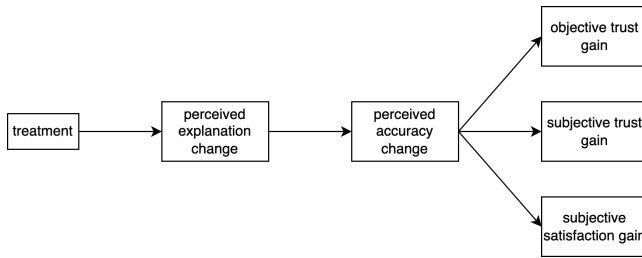 treatment
perceived
explanation
change
perceived
accuracy
change
objective trust
gain
subjective trust
gain
subjective
satisfaction gain